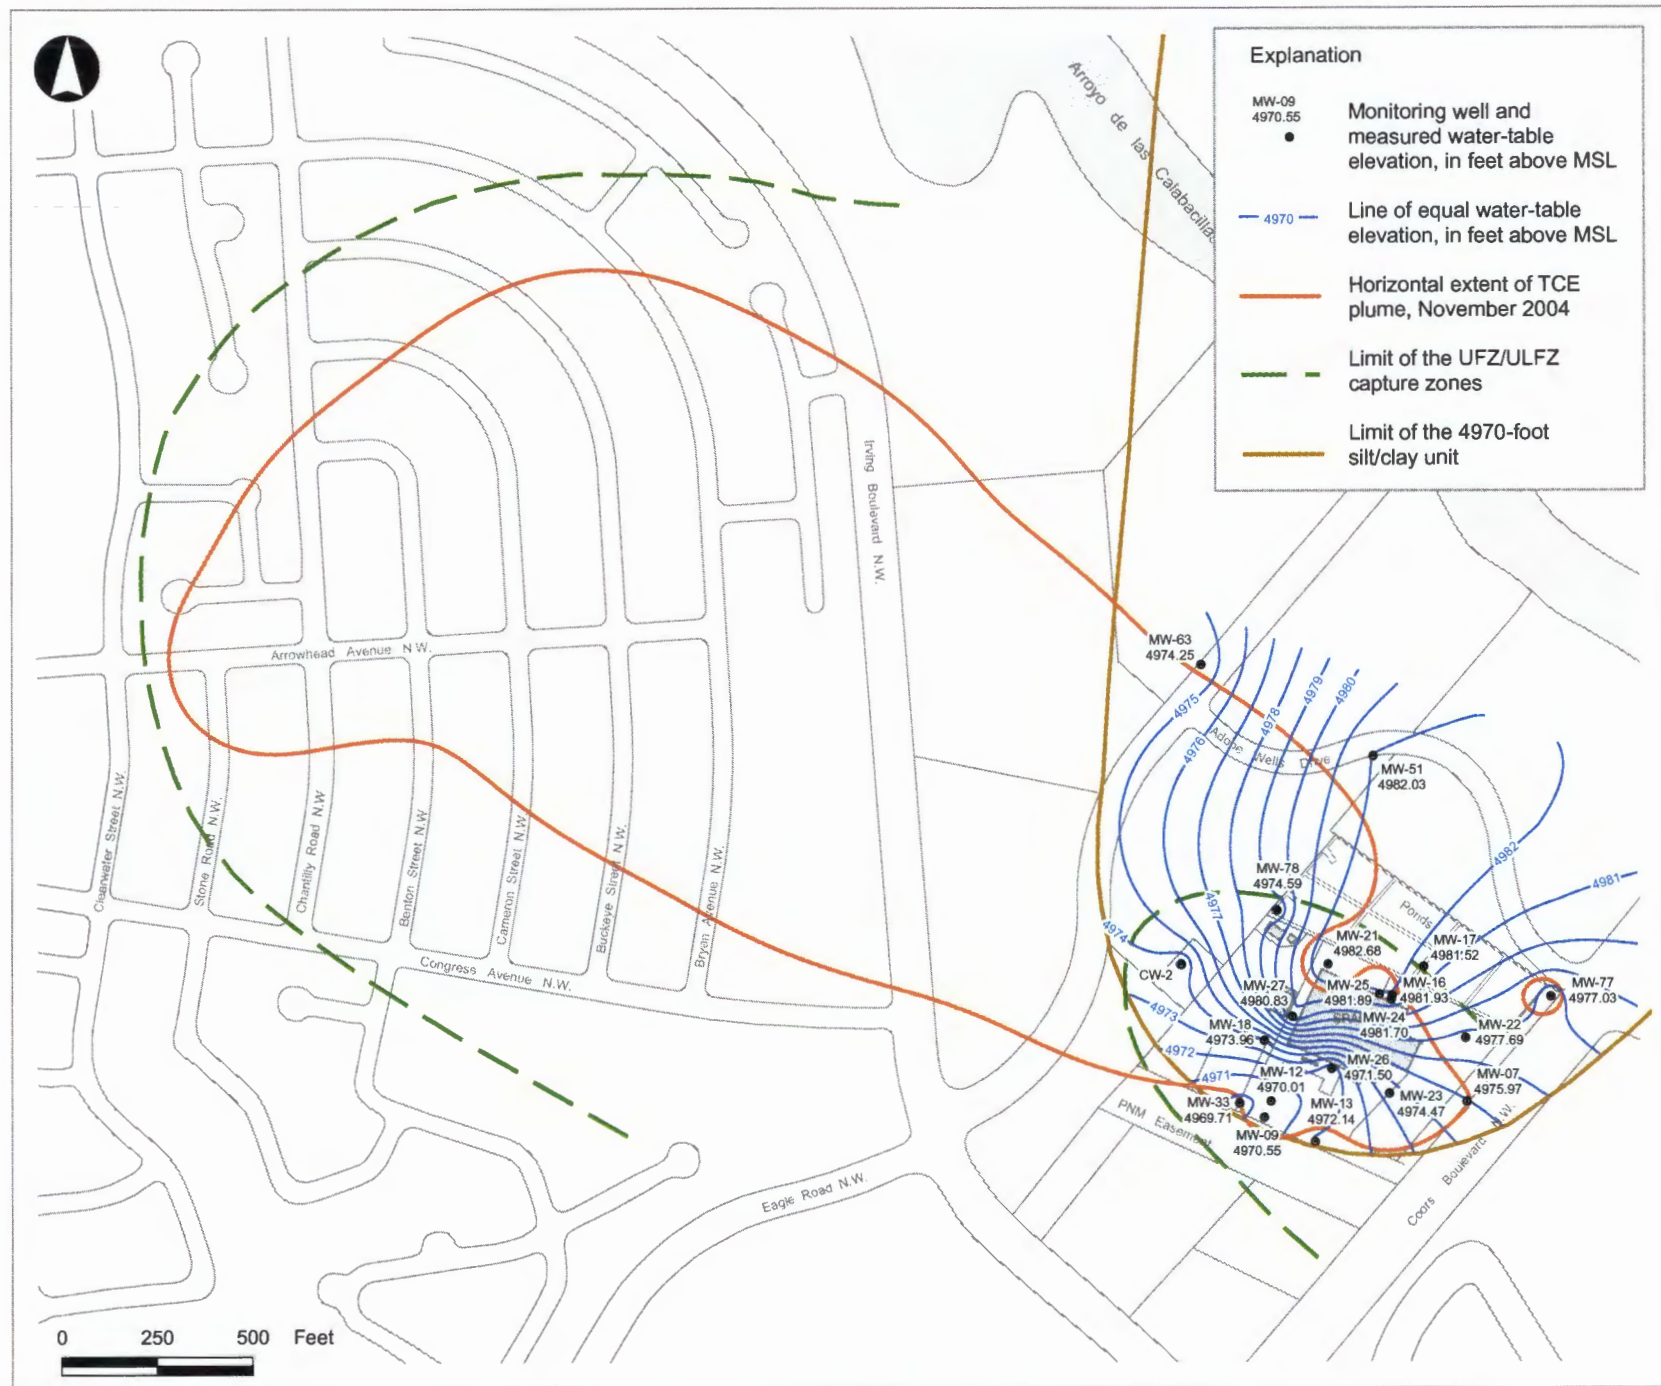 Explanation
MW-09
4970.55
Monitoring well and
measured water-table
elevation, in feet above MSL
4970
Line of equal water-table
elevation, in feet above MSL
Horizontal extent of TCE
plume, November 2004
Limit of the UFZ/ULFZ
capture zones
Limit of the 4970-foot
silt/clay unit
Arroyo de las Calabacillas
Irving Boulevard N.W.
Arrowhead Avenue N.W.
Clearwater Street N.W.
Stone Road N.W.
Chantilly Road N.W.
Benton Street N.W.
Cameron Street N.W.
Buckeye Street N.W.
Bryan Avenue N.W.
Congress Avenue N.W.
Eagle Road N.W.
PNM Easement
Coors Boulevard N.W.
Adobe Wells Drive
Ponds
MW-63
4974.25
4975
4976
4978
4979
4980
MW-51
4982.03
4982
4981
MW-78
4974.59
4977
4974
CW-2
MW-21
4982.68
MW-17
4981.52
MW-27
4980.83
MW-25
4981.89
MW-16
4981.93
MW-77
4977.03
MW-24
4981.70
MW-22
4977.69
4973
MW-18
4973.96
4972
MW-26
4971.50
4971
MW-12
4970.01
MW-07
4975.97
MW-33
4969.71
MW-13
4972.14
MW-23
4974.47
MW-09
4970.55
0 250 500 Feet